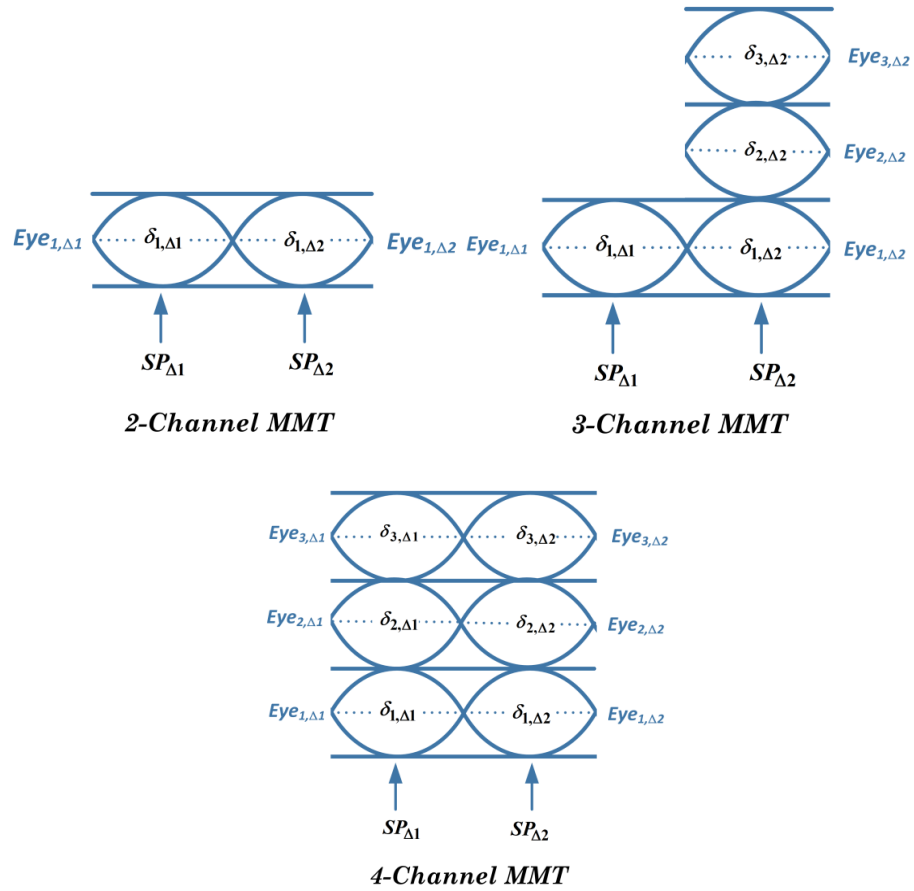 δ3,Δ2 Eye3,Δ2
δ2,Δ2 Eye2,Δ2
Eye1,Δ1 δ1,Δ1 δ1,Δ2 Eye1,Δ2
Eye1,Δ1 δ1,Δ1 δ1,Δ2 Eye1,Δ2
SPΔ1 SPΔ2
SPΔ1 SPΔ2
2-Channel MMT
3-Channel MMT
Eye3,Δ1 δ3,Δ1 δ3,Δ2 Eye3,Δ2
Eye2,Δ1 δ2,Δ1 δ2,Δ2 Eye2,Δ2
Eye1,Δ1 δ1,Δ1 δ1,Δ2 Eye1,Δ2
SPΔ1 SPΔ2
4-Channel MMT